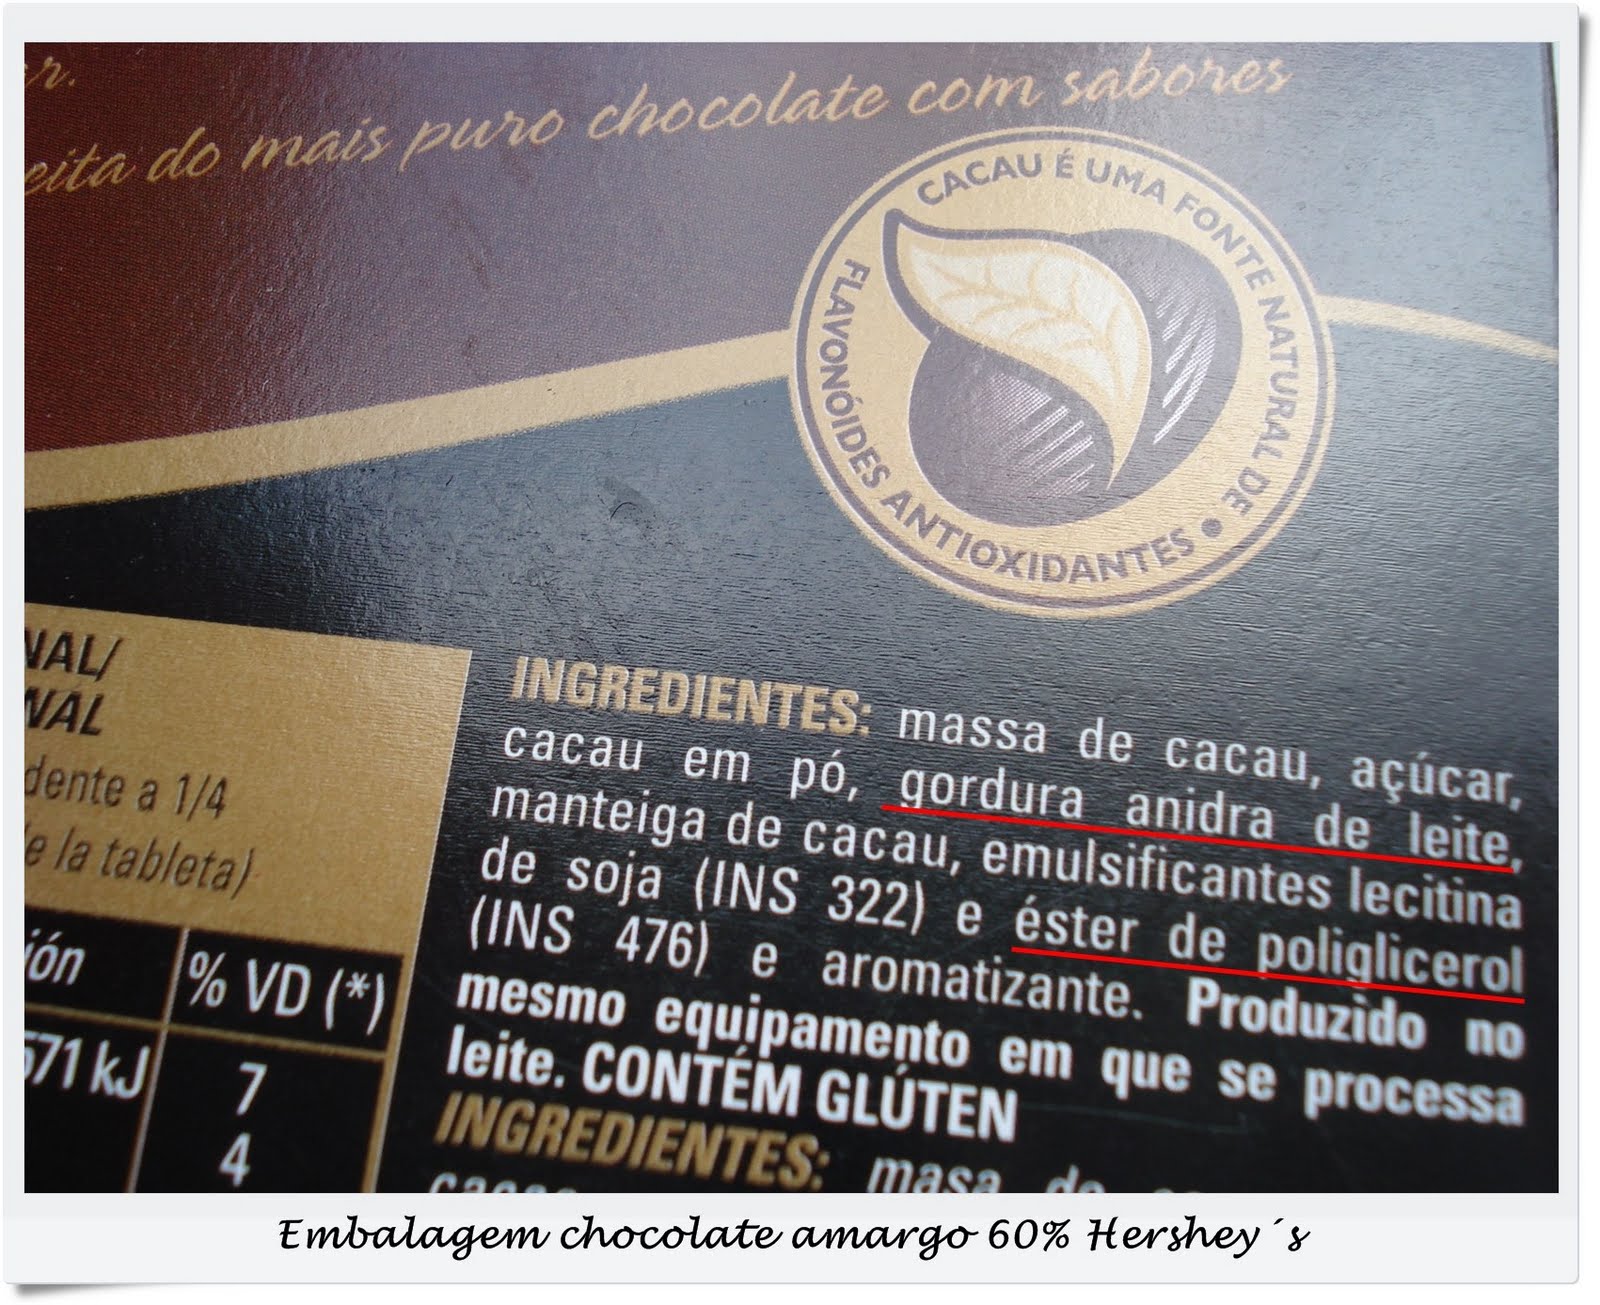 r.
eita do mais puro chocolate com sabores
CACAU É UMA FONTE NATURAL DE •
FLAVONÓIDES ANTIOXIDANTES
NAL/
NAL
dente a 1/4
e la tableta)
ión
% VD (*)
571 kJ
7
4
INGREDIENTES: massa de cacau, açúcar,
cacau em pó, gordura anidra de leite,
manteiga de cacau, emulsificantes lecitina
de soja (INS 322) e éster de poliglicerol
(INS 476) e aromatizante. Produzido no
mesmo equipamento em que se processa
leite. CONTÉM GLÚTEN
INGREDIENTES: masa de
Embalagem chocolate amargo 60% Hershey´s